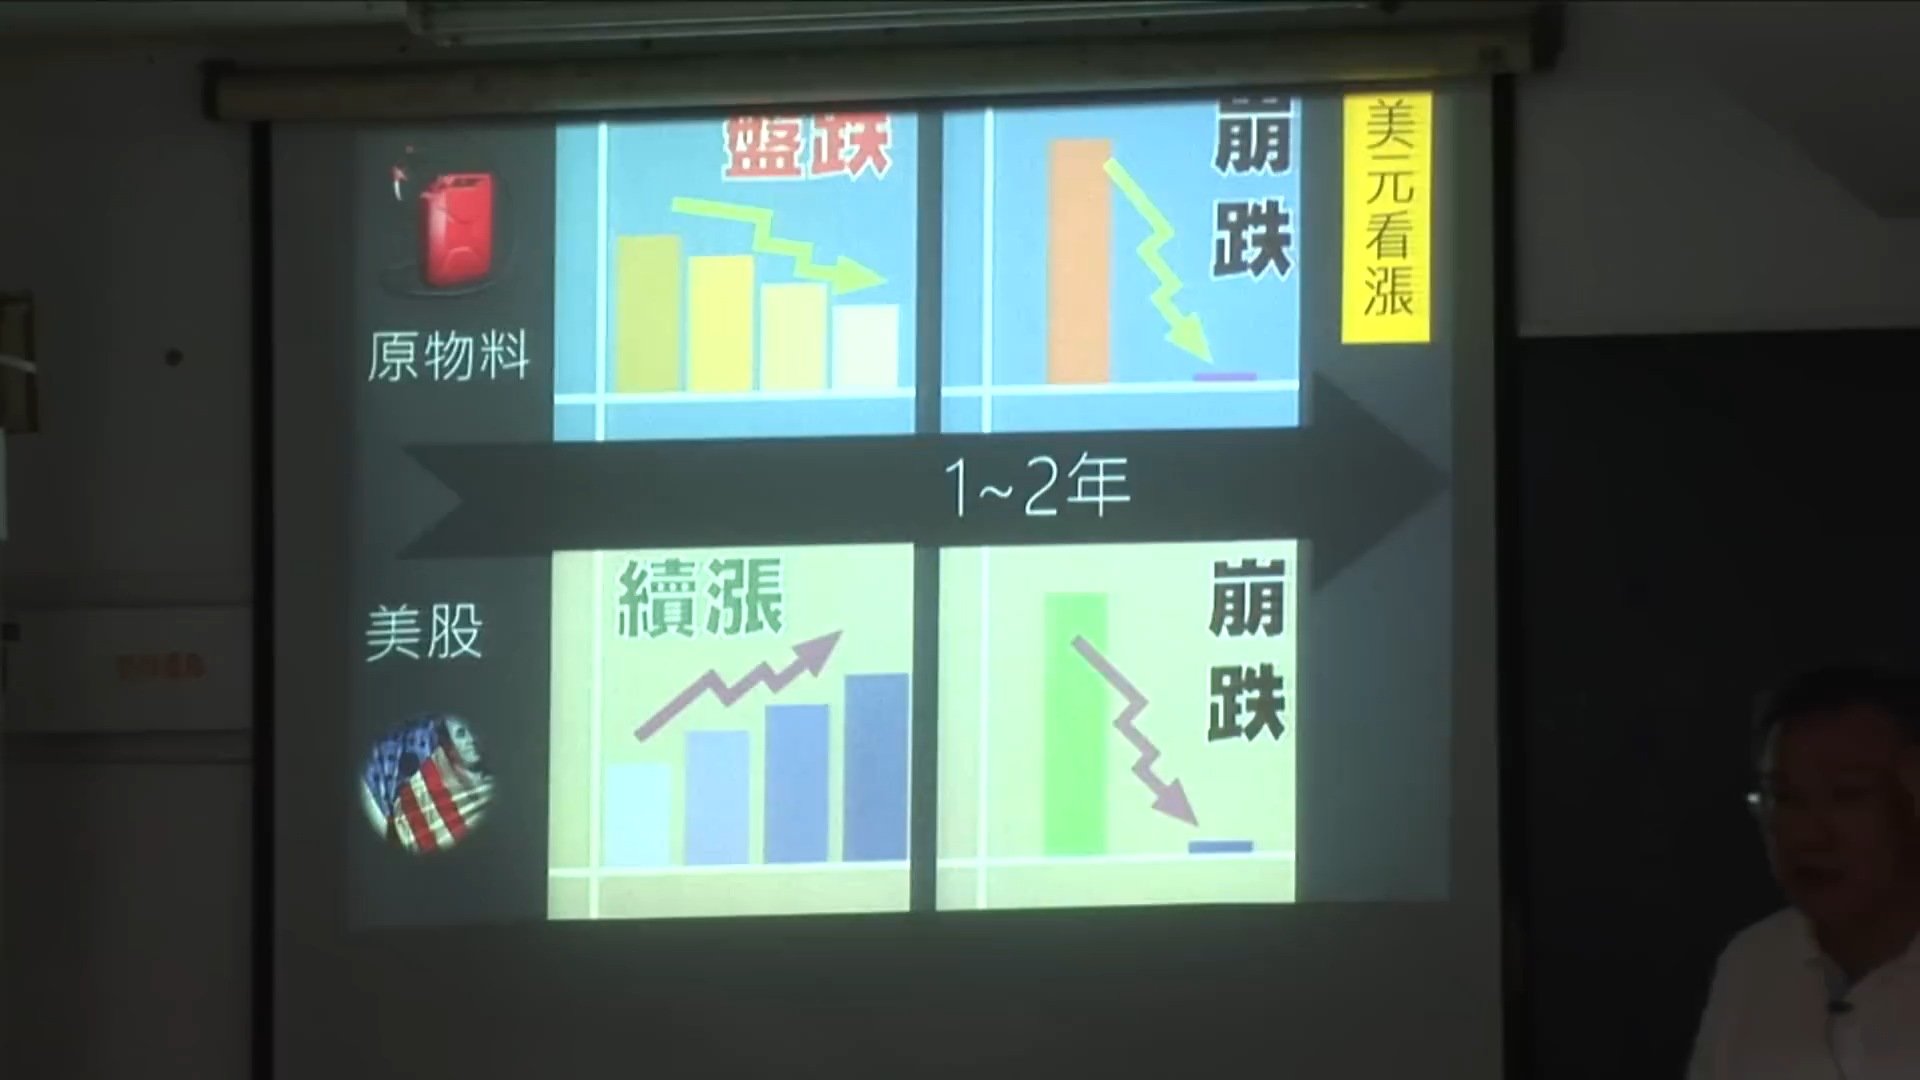 盤跌
崩
跌
美
元
看
漲
原物料
1~2年
續漲
崩
跌
美股